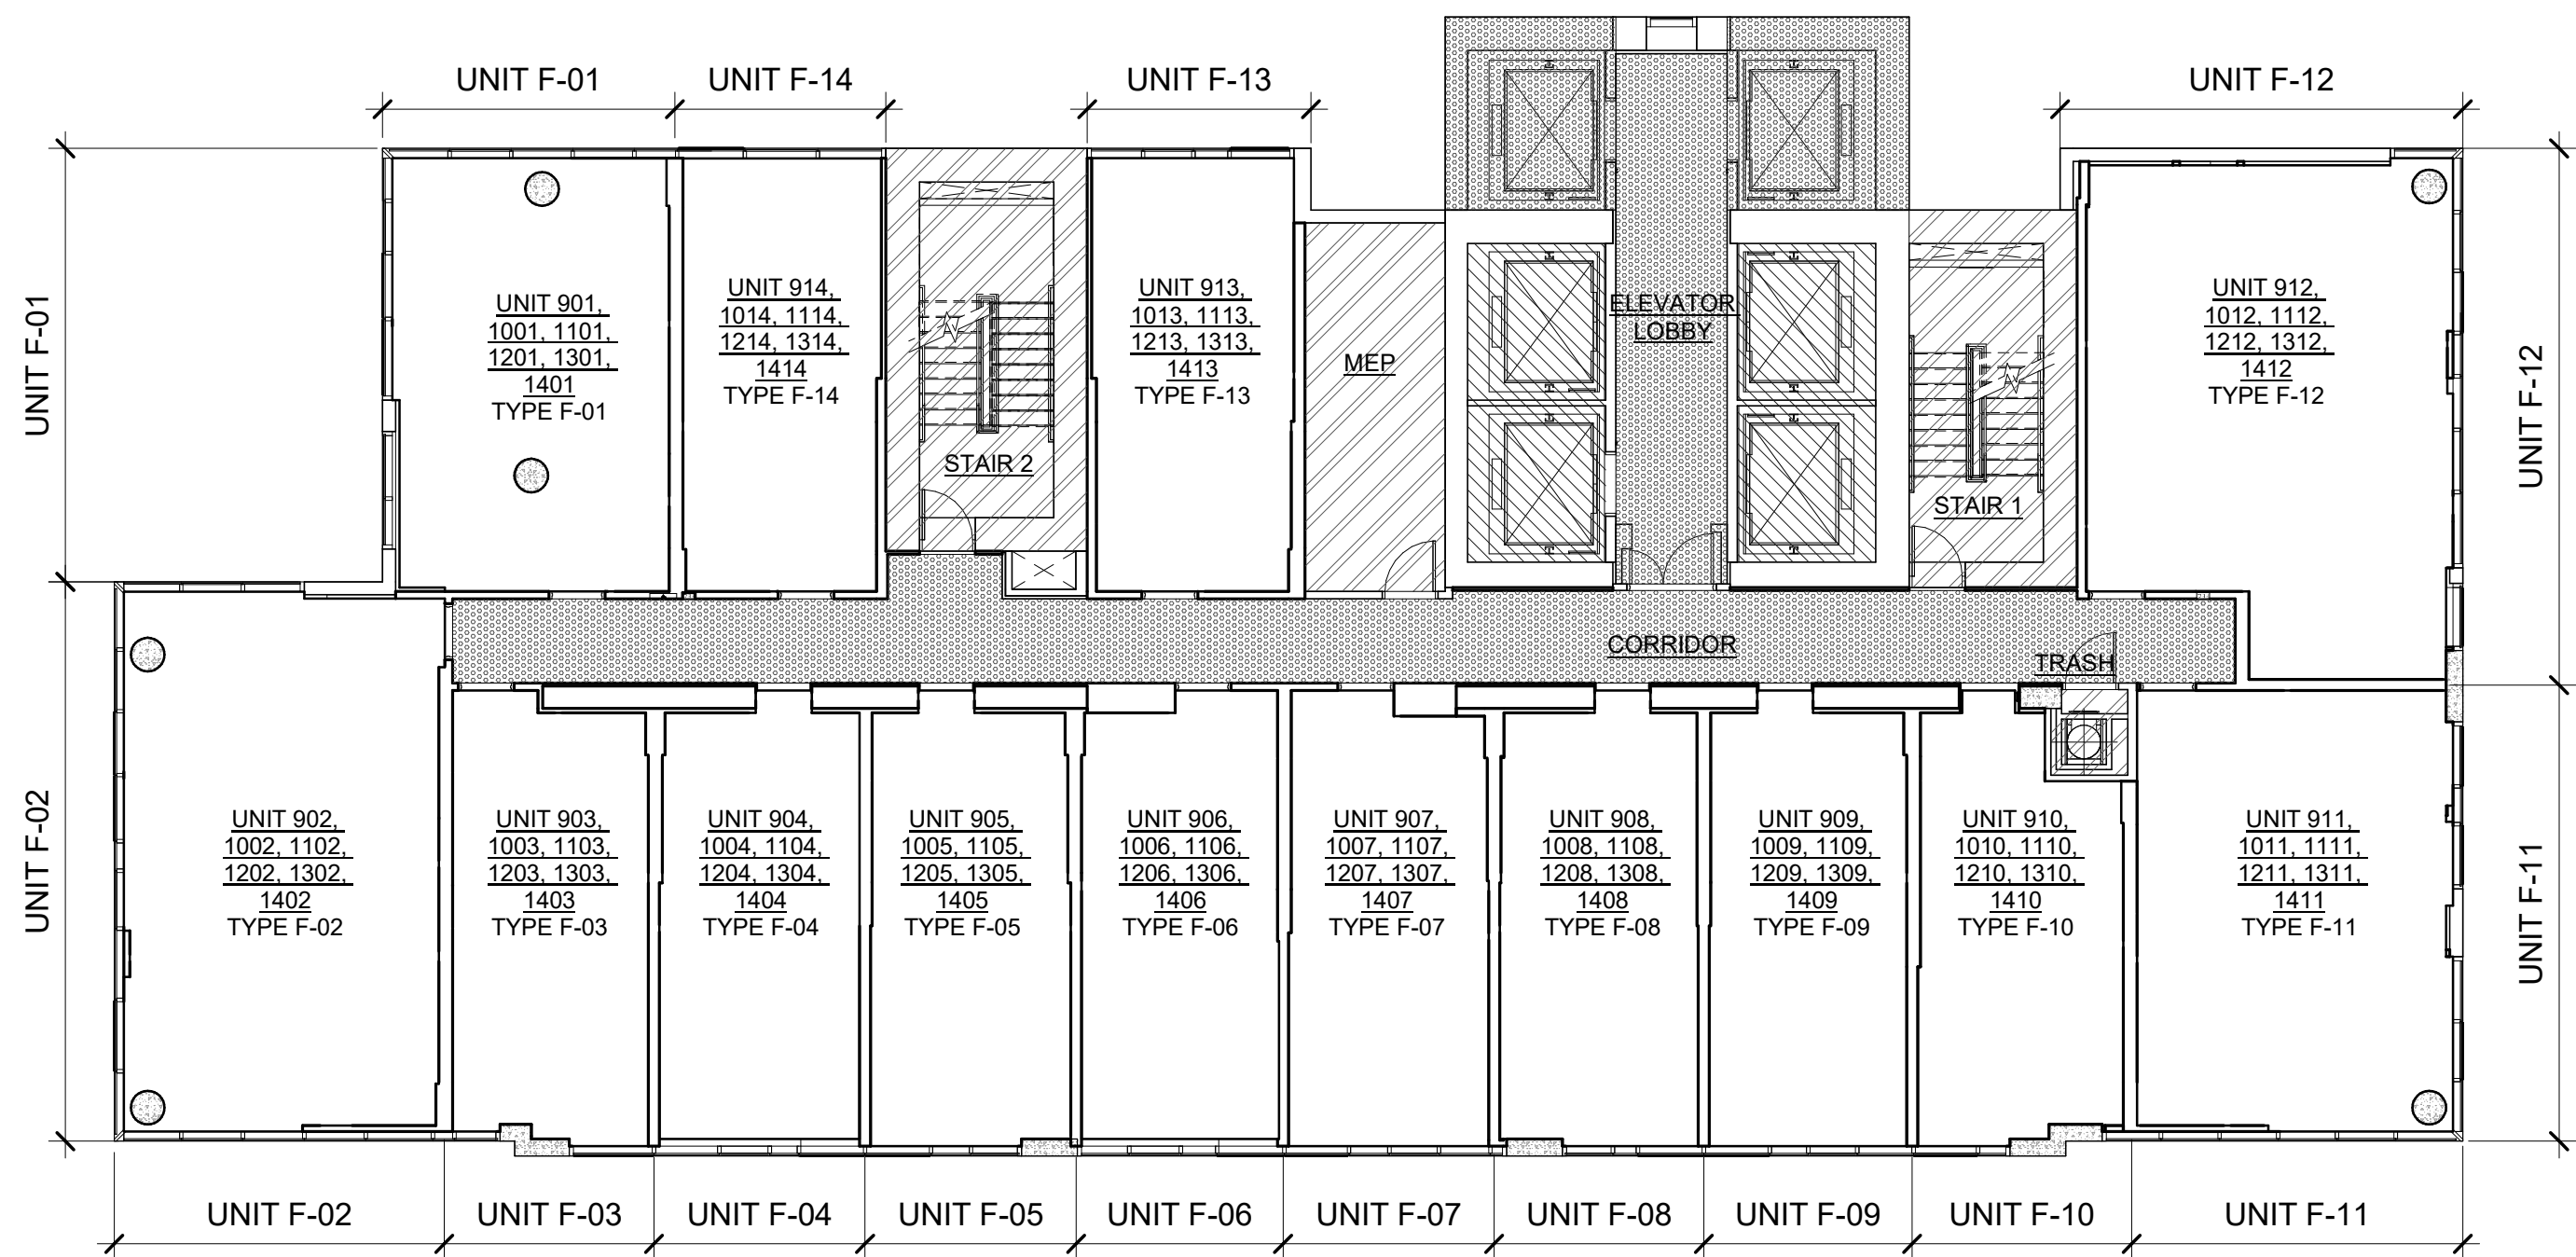 UNIT F-01
UNIT F-14
UNIT F-13
UNIT F-12
UNIT F-01
UNIT 901,
1001, 1101,
1201, 1301,
1401
TYPE F-01
UNIT 914,
1014, 1114,
1214, 1314,
1414
TYPE F-14
STAIR 2
UNIT 913,
1013, 1113,
1213, 1313,
1413
TYPE F-13
MEP
ELEVATOR
LOBBY
STAIR 1
UNIT 912,
1012, 1112,
1212, 1312,
1412
TYPE F-12
UNIT F-12
CORRIDOR
TRASH
UNIT F-02
UNIT 902,
1002, 1102,
1202, 1302,
1402
TYPE F-02
UNIT 903,
1003, 1103,
1203, 1303,
1403
TYPE F-03
UNIT 904,
1004, 1104,
1204, 1304,
1404
TYPE F-04
UNIT 905,
1005, 1105,
1205, 1305,
1405
TYPE F-05
UNIT 906,
1006, 1106,
1206, 1306,
1406
TYPE F-06
UNIT 907,
1007, 1107,
1207, 1307,
1407
TYPE F-07
UNIT 908,
1008, 1108,
1208, 1308,
1408
TYPE F-08
UNIT 909,
1009, 1109,
1209, 1309,
1409
TYPE F-09
UNIT 910,
1010, 1110,
1210, 1310,
1410
TYPE F-10
UNIT 911,
1011, 1111,
1211, 1311,
1411
TYPE F-11
UNIT F-11
UNIT F-02
UNIT F-03
UNIT F-04
UNIT F-05
UNIT F-06
UNIT F-07
UNIT F-08
UNIT F-09
UNIT F-10
UNIT F-11